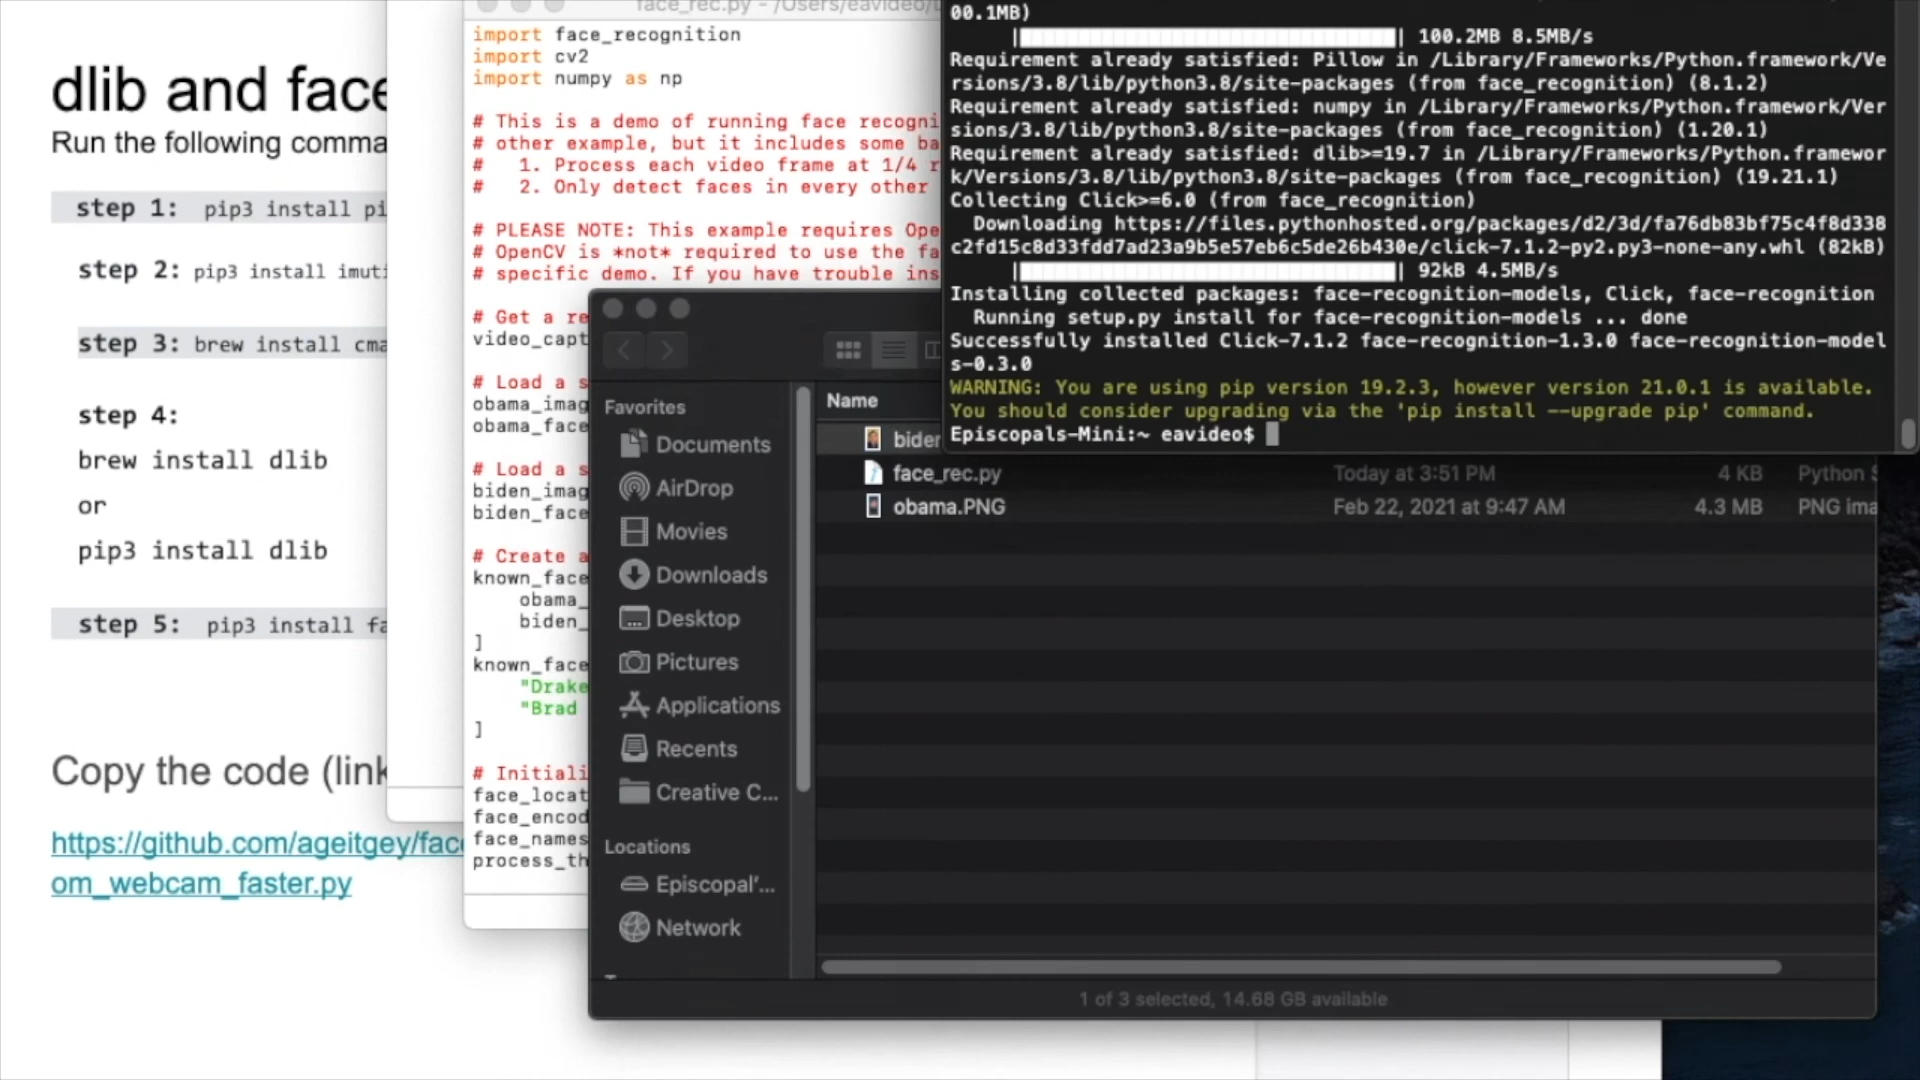 dlib and face
Run the following comma
step 1: pip3 install pi
step 2: pip3 install imuti
step 3: brew install cma
step 4:
brew install dlib
or
pip3 install dlib
step 5: pip3 install fa
Copy the code (link
https://github.com/ageitgey/face
om_webcam_faster.py
face_rec.py - /Users/eavideo/
import face_recognition
import cv2
import numpy as np
# This is a demo of running face recogni
# other example, but it includes some ba
#   1. Process each video frame at 1/4 r
#   2. Only detect faces in every other
# PLEASE NOTE: This example requires Ope
# OpenCV is *not* required to use the fa
# specific demo. If you have trouble ins
# Get a re
video_capt
# Load a s
obama_imag
obama_face
# Load a s
biden_imag
biden_face
# Create a
known_face
obama_
biden_
]
known_face
"Drake
"Brad
]
# Initiali
face_locat
face_encod
face_names
process_th
00.1MB)
100.2MB 8.5MB/s
Requirement already satisfied: Pillow in /Library/Frameworks/Python.framework/Ve
rsions/3.8/lib/python3.8/site-packages (from face_recognition) (8.1.2)
Requirement already satisfied: numpy in /Library/Frameworks/Python.framework/Ver
sions/3.8/lib/python3.8/site-packages (from face_recognition) (1.20.1)
Requirement already satisfied: dlib>=19.7 in /Library/Frameworks/Python.framewor
k/Versions/3.8/lib/python3.8/site-packages (from face_recognition) (19.21.1)
Collecting Click>=6.0 (from face_recognition)
Downloading https://files.pythonhosted.org/packages/d2/3d/fa76db83bf75c4f8d338
c2fd15c8d33fdd7ad23a9b5e57eb6c5de26b430e/click-7.1.2-py2.py3-none-any.whl (82kB)
92kB 4.5MB/s
Installing collected packages: face-recognition-models, Click, face-recognition
Running setup.py install for face-recognition-models ... done
Successfully installed Click-7.1.2 face-recognition-1.3.0 face-recognition-model
s-0.3.0
WARNING: You are using pip version 19.2.3, however version 21.0.1 is available.
You should consider upgrading via the 'pip install --upgrade pip' command.
Episcopals-Mini:~ eavideo$
Favorites
Documents
AirDrop
Movies
Downloads
Desktop
Pictures
Applications
Recents
Creative C...
Locations
Episcopal'...
Network
Name
biden
face_rec.py Today at 3:51 PM 4 KB Python S
obama.PNG Feb 22, 2021 at 9:47 AM 4.3 MB PNG ima
1 of 3 selected, 14.68 GB available